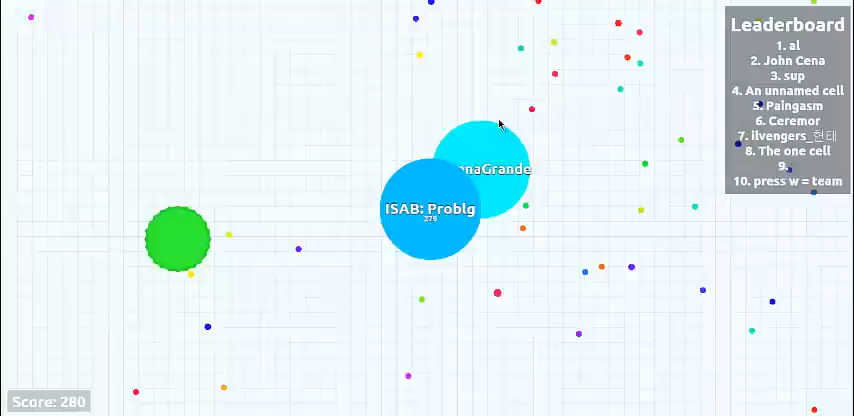 Leaderboard
1. al
2. John Cena
3. sup
4. An unnamed cell
5. Paingasm
6. Ceremor
7. ilvengers_현태
8. The one cell
9.
10. press w = team
naGrande
ISAB: Problg
279
Score: 280